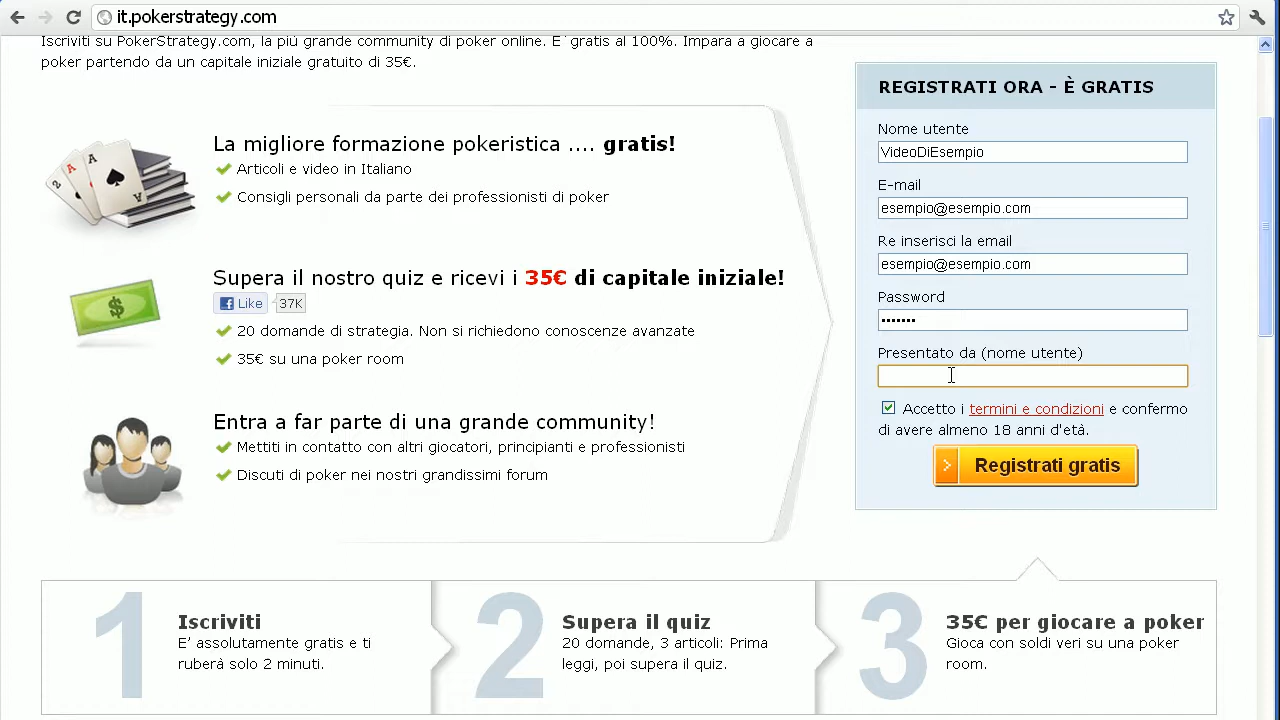 it.pokerstrategy.com
Iscriviti su PokerStrategy.com, la più grande community di poker online. E`gratis al 100%. Impara a giocare a
poker partendo da un capitale iniziale gratuito di 35€.
La migliore formazione pokeristica .... gratis!
Articoli e video in Italiano
Consigli personali da parte dei professionisti di poker
Supera il nostro quiz e ricevi i 35€ di capitale iniziale!
Like 37K
20 domande di strategia. Non si richiedono conoscenze avanzate
35€ su una poker room
Entra a far parte di una grande community!
Mettiti in contatto con altri giocatori, principianti e professionisti
Discuti di poker nei nostri grandissimi forum
REGISTRATI ORA - È GRATIS
Nome utente
VideoDiEsempio
E-mail
esempio@esempio.com
Re inserisci la email
esempio@esempio.com
Password
•••••••
Presentato da (nome utente)
Accetto i termini e condizioni e confermo
di avere almeno 18 anni d'età.
Registrati gratis
1
Iscriviti
E' assolutamente gratis e ti
ruberà solo 2 minuti.
2
Supera il quiz
20 domande, 3 articoli: Prima
leggi, poi supera il quiz.
3
35€ per giocare a poker
Gioca con soldi veri su una poker
room.